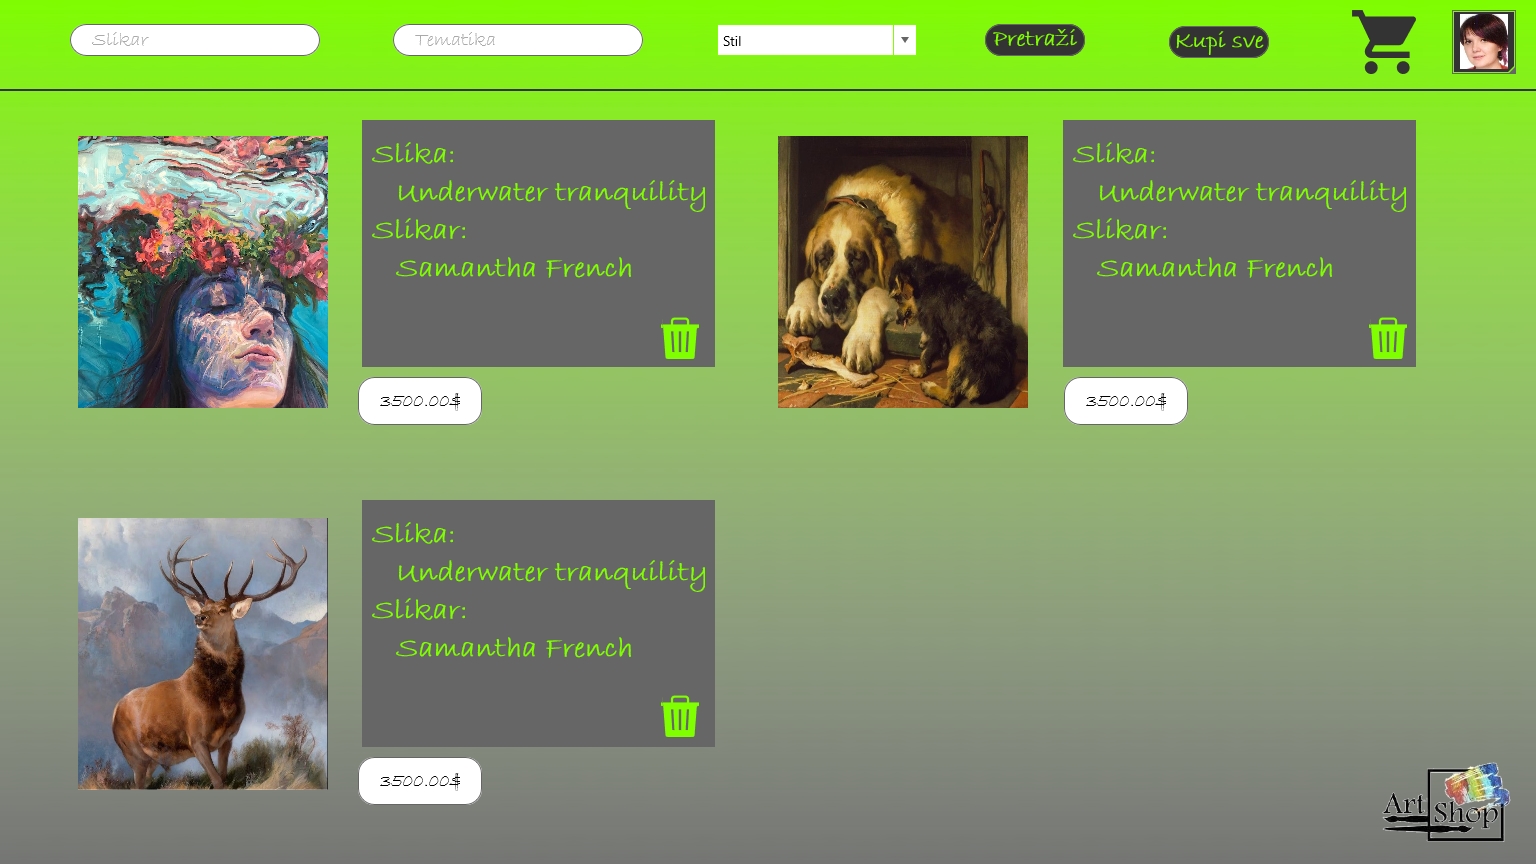 Slikar
Tematika
Stil
Pretraži
Kupi sve
Slika:
Underwater tranquility
Slikar:
Samantha French
3500.00$
Slika:
Underwater tranquility
Slikar:
Samantha French
3500.00$
Slika:
Underwater tranquility
Slikar:
Samantha French
3500.00$
Art
Shop